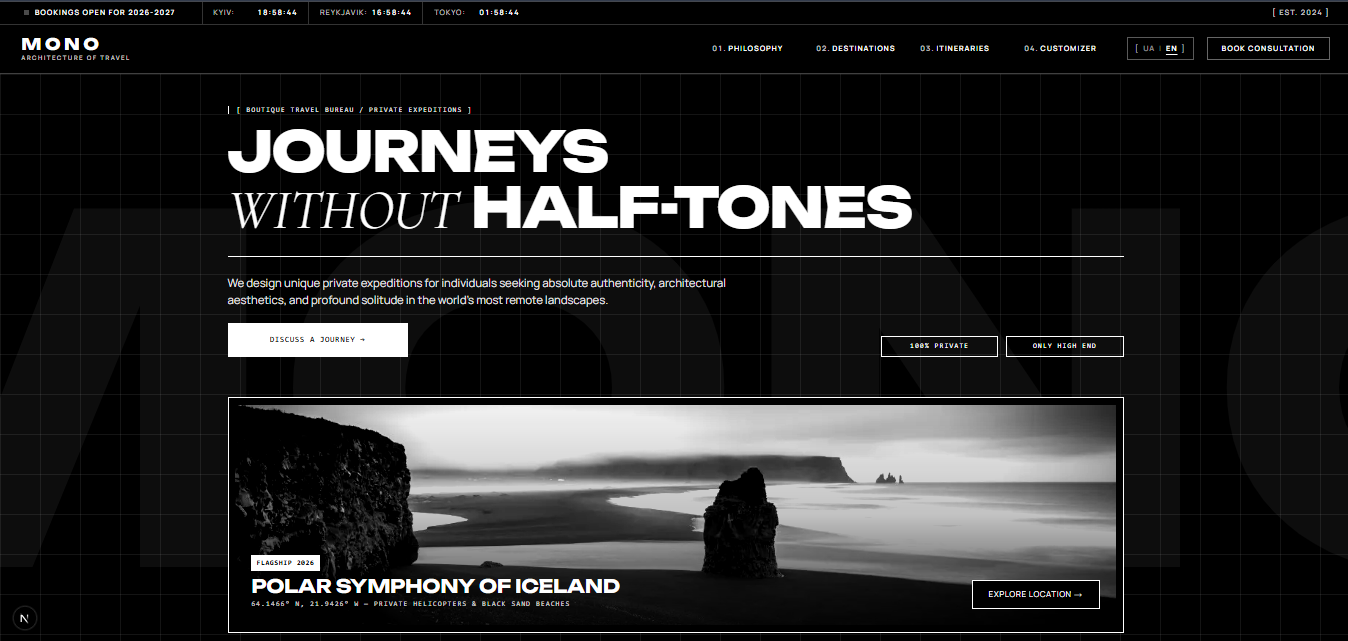 BOOKINGS OPEN FOR 2026-2027
KYIV: 18:58:44
REYKJAVIK: 16:58:44
TOKYO: 01:58:44
[ EST. 2024 ]
MONO
ARCHITECTURE OF TRAVEL
01. PHILOSOPHY
02. DESTINATIONS
03. ITINERARIES
04. CUSTOMIZER
[ UA | EN ]
BOOK CONSULTATION
[ BOUTIQUE TRAVEL BUREAU / PRIVATE EXPEDITIONS ]
JOURNEYS
WITHOUT HALF-TONES
We design unique private expeditions for individuals seeking absolute authenticity, architectural
aesthetics, and profound solitude in the world's most remote landscapes.
DISCUSS A JOURNEY →
100% PRIVATE
ONLY HIGH END
FLAGSHIP 2026
POLAR SYMPHONY OF ICELAND
64.1466° N, 21.9426° W — PRIVATE HELICOPTERS & BLACK SAND BEACHES
EXPLORE LOCATION →
N
MONO